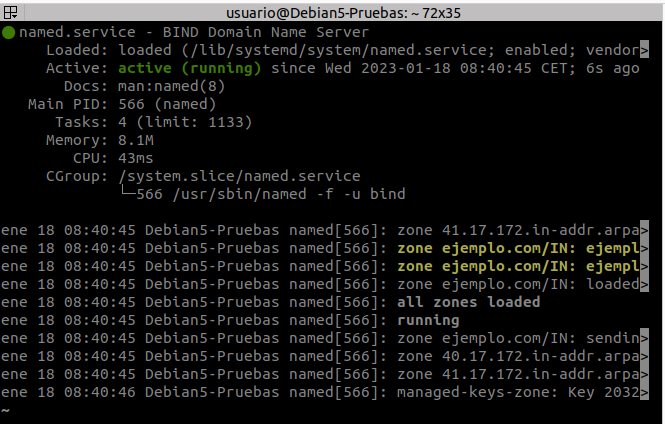 usuario@Debian5-Pruebas: ~ 72x35
named.service - BIND Domain Name Server
Loaded: loaded (/lib/systemd/system/named.service; enabled; vendor>
Active: active (running) since Wed 2023-01-18 08:40:45 CET; 6s ago
Docs: man:named(8)
Main PID: 566 (named)
Tasks: 4 (limit: 1133)
Memory: 8.1M
CPU: 43ms
CGroup: /system.slice/named.service
└─566 /usr/sbin/named -f -u bind
ene 18 08:40:45 Debian5-Pruebas named[566]: zone 41.17.172.in-addr.arpa>
ene 18 08:40:45 Debian5-Pruebas named[566]: zone ejemplo.com/IN: ejempl>
ene 18 08:40:45 Debian5-Pruebas named[566]: zone ejemplo.com/IN: ejempl>
ene 18 08:40:45 Debian5-Pruebas named[566]: zone ejemplo.com/IN: loaded>
ene 18 08:40:45 Debian5-Pruebas named[566]: all zones loaded
ene 18 08:40:45 Debian5-Pruebas named[566]: running
ene 18 08:40:45 Debian5-Pruebas named[566]: zone ejemplo.com/IN: sendin>
ene 18 08:40:45 Debian5-Pruebas named[566]: zone 40.17.172.in-addr.arpa>
ene 18 08:40:45 Debian5-Pruebas named[566]: zone 41.17.172.in-addr.arpa>
ene 18 08:40:46 Debian5-Pruebas named[566]: managed-keys-zone: Key 2032>
~